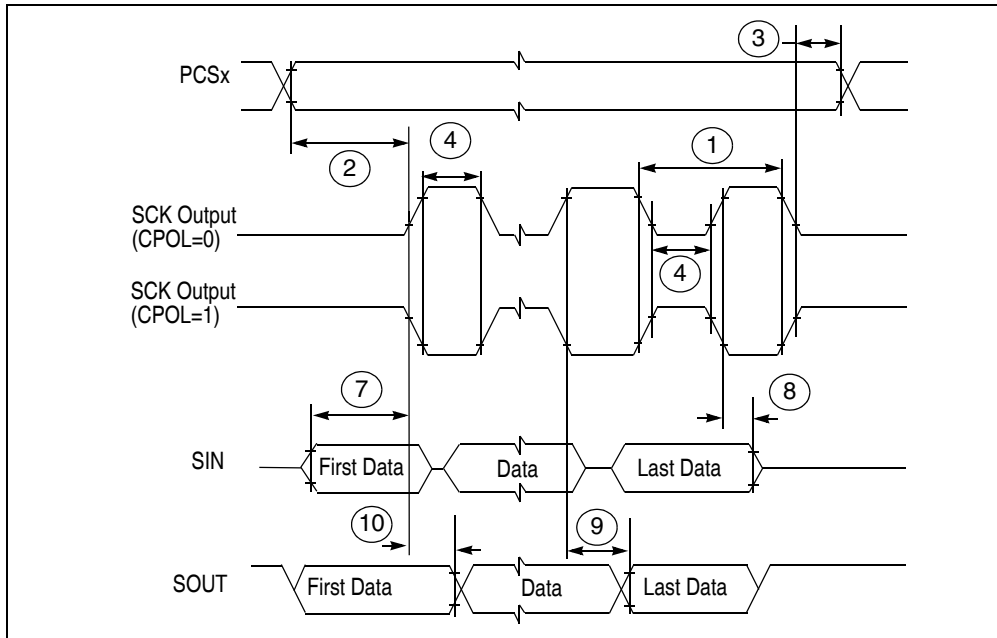 3
PCSx
2
4
1
SCK Output
(CPOL=0)
4
SCK Output
(CPOL=1)
7
8
SIN
First Data
Data
Last Data
10
9
SOUT
First Data
Data
Last Data